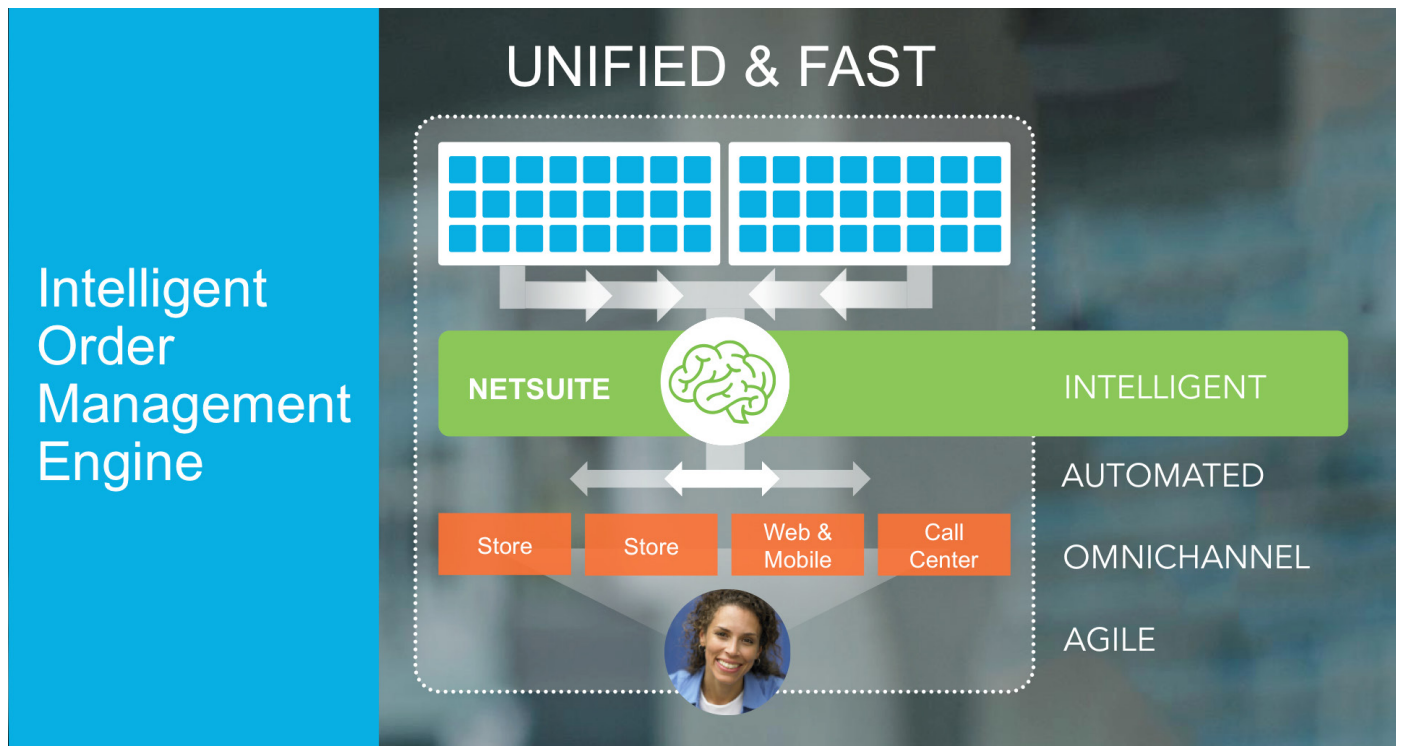 Intelligent
Order
Management
Engine
UNIFIED & FAST
NETSUITE
INTELLIGENT
AUTOMATED
OMNICHANNEL
AGILE
Store
Store
Web &
Mobile
Call
Center